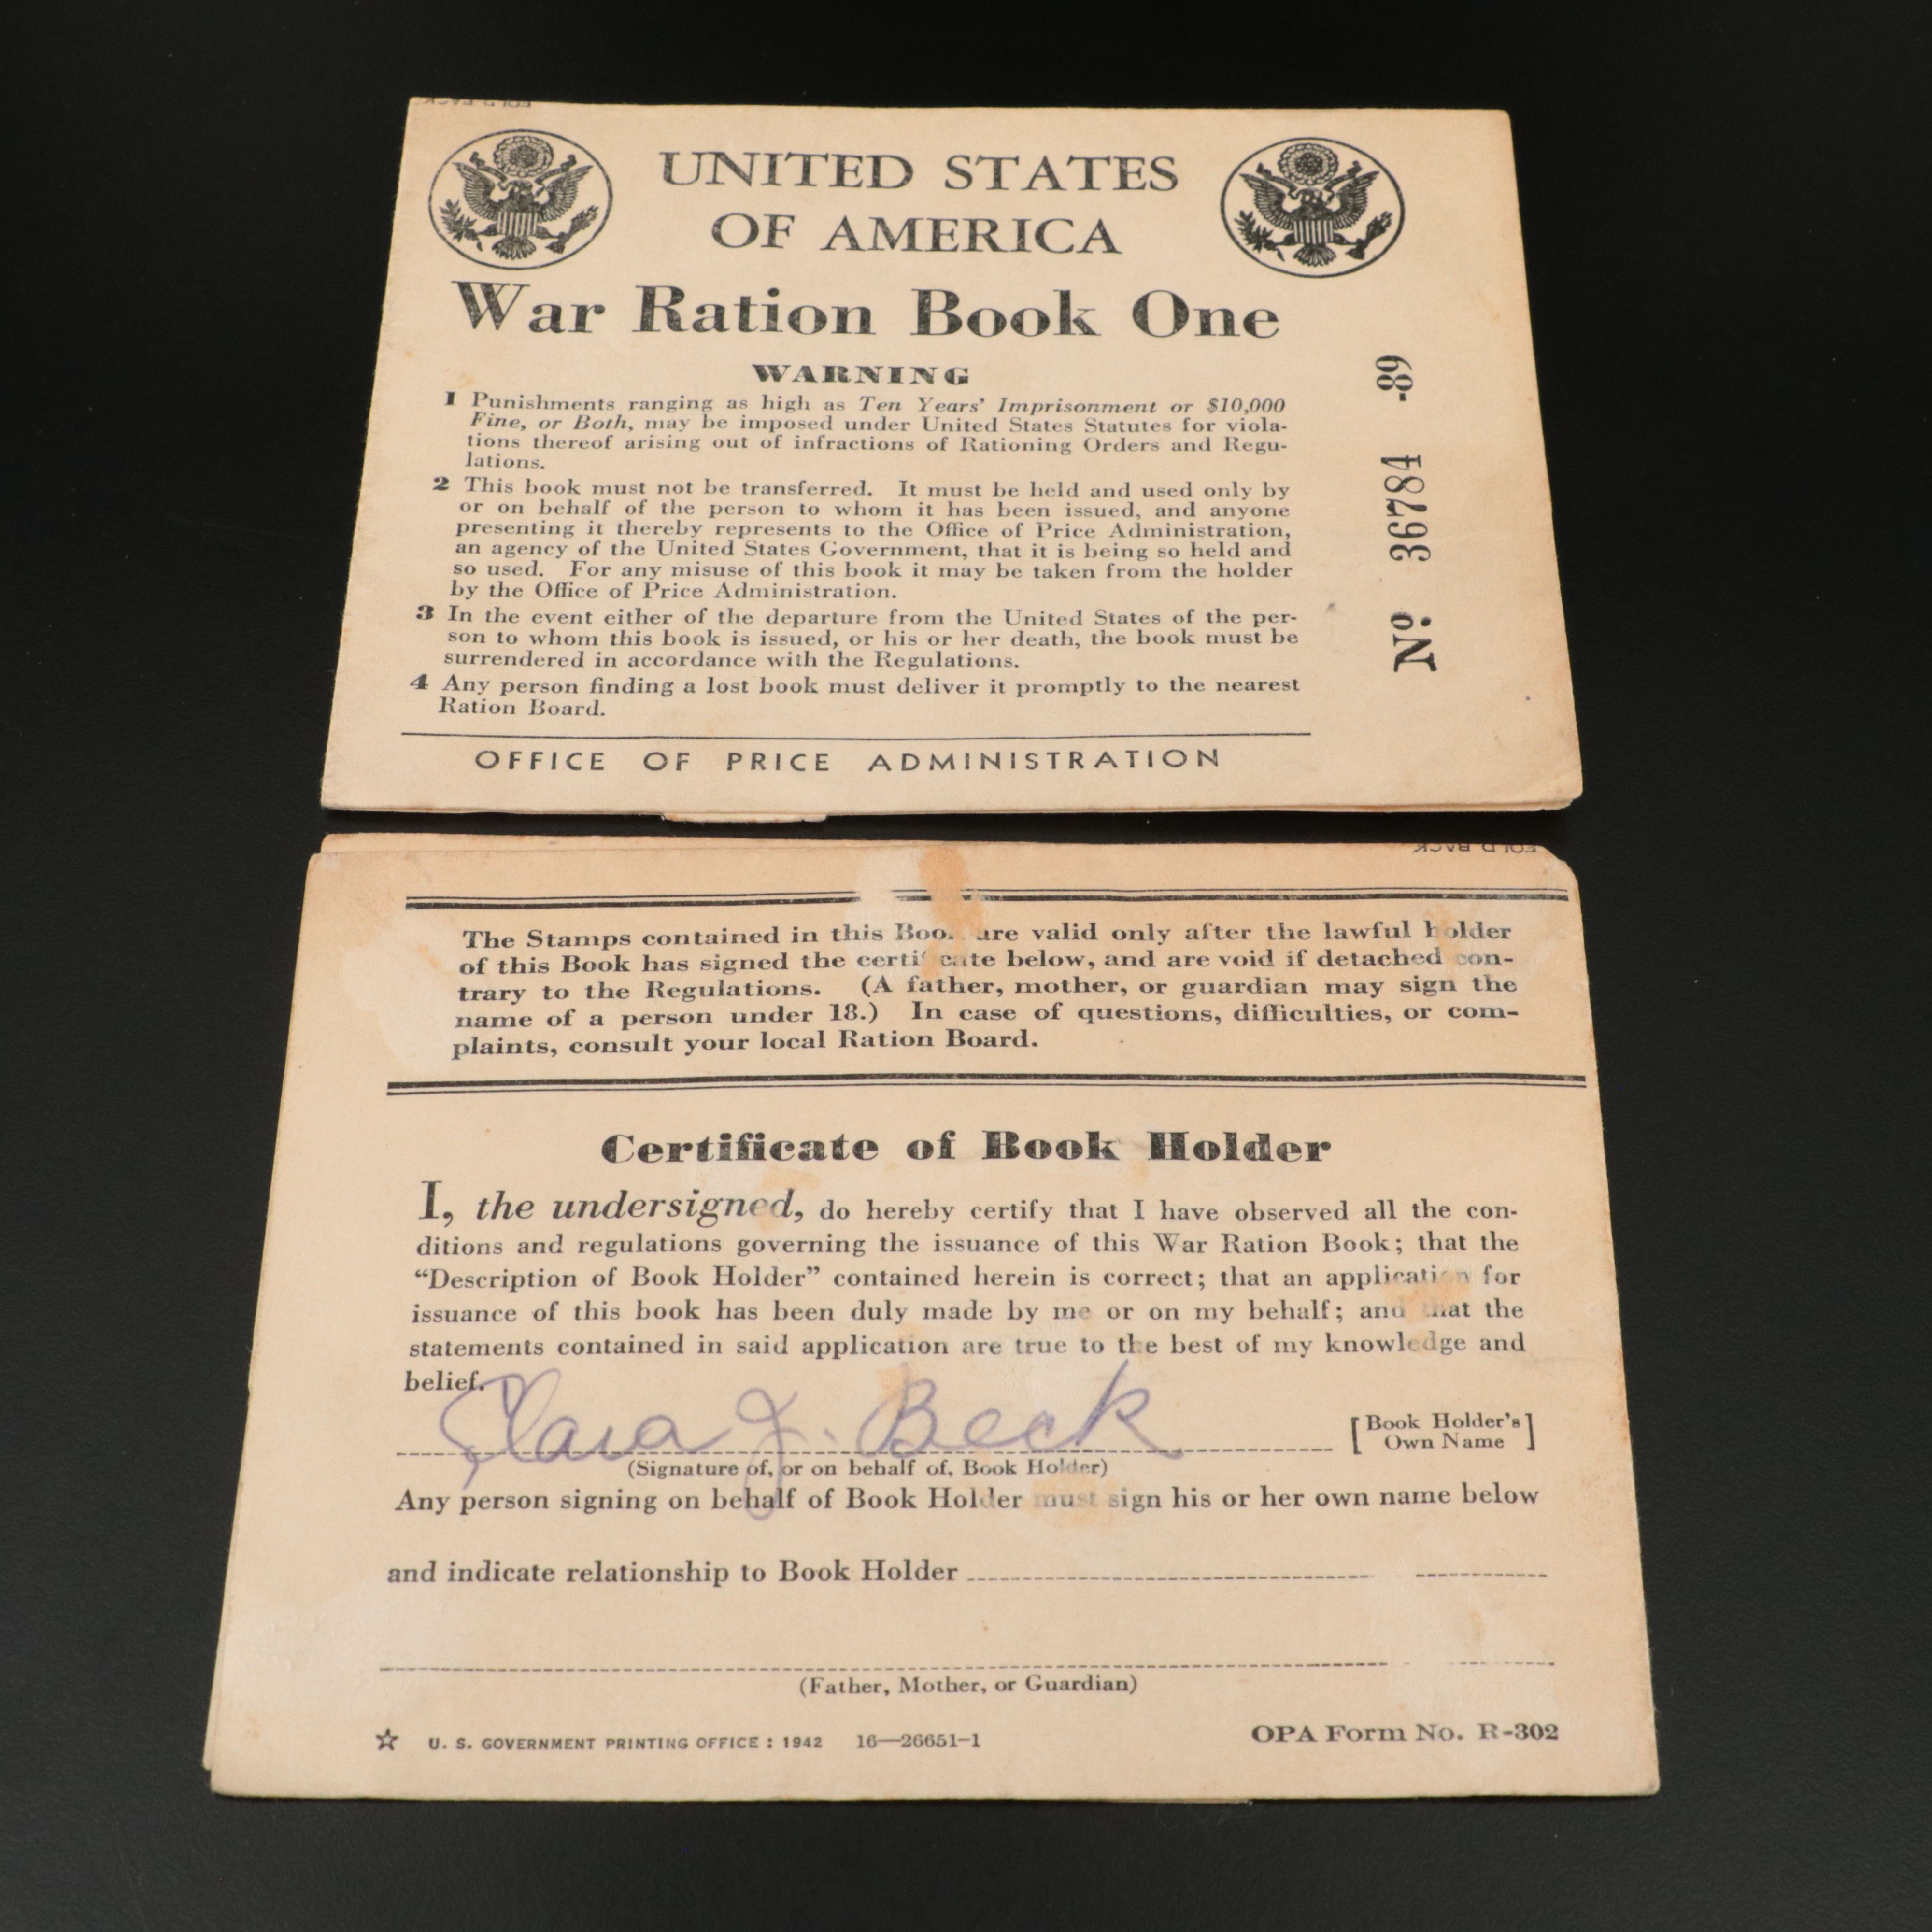 UNITED STATES
OF AMERICA
War Ration Book One
WARNING
1 Punishments ranging as high as Ten Years' Imprisonment or $10,000
Fine, or Both, may be imposed under United States Statutes for viola-
tions thereof arising out of infractions of Rationing Orders and Regu-
lations.
2 This book must not be transferred. It must be held and used only by
or on behalf of the person to whom it has been issued, and anyone
presenting it thereby represents to the Office of Price Administration,
an agency of the United States Government, that it is being so held and
so used. For any misuse of this book it may be taken from the holder
by the Office of Price Administration.
3 In the event either of the departure from the United States of the per-
son to whom this book is issued, or his or her death, the book must be
surrendered in accordance with the Regulations.
4 Any person finding a lost book must deliver it promptly to the nearest
Ration Board.
OFFICE OF PRICE ADMINISTRATION
No. 36784 -89
FOLD BACK
The Stamps contained in this Book are valid only after the lawful holder
of this Book has signed the certificate below, and are void if detached con-
trary to the Regulations. (A father, mother, or guardian may sign the
name of a person under 18.) In case of questions, difficulties, or com-
plaints, consult your local Ration Board.
Certificate of Book Holder
I, the undersigned, do hereby certify that I have observed all the con-
ditions and regulations governing the issuance of this War Ration Book; that the
“Description of Book Holder” contained herein is correct; that an application for
issuance of this book has been duly made by me or on my behalf; and that the
statements contained in said application are true to the best of my knowledge and
belief.
Clara J. Beck
[Book Holder's
Own Name]
(Signature of, or on behalf of, Book Holder)
Any person signing on behalf of Book Holder must sign his or her own name below
and indicate relationship to Book Holder
(Father, Mother, or Guardian)
☆ U. S. GOVERNMENT PRINTING OFFICE : 1942 16—26651-1
OPA Form No. R-302